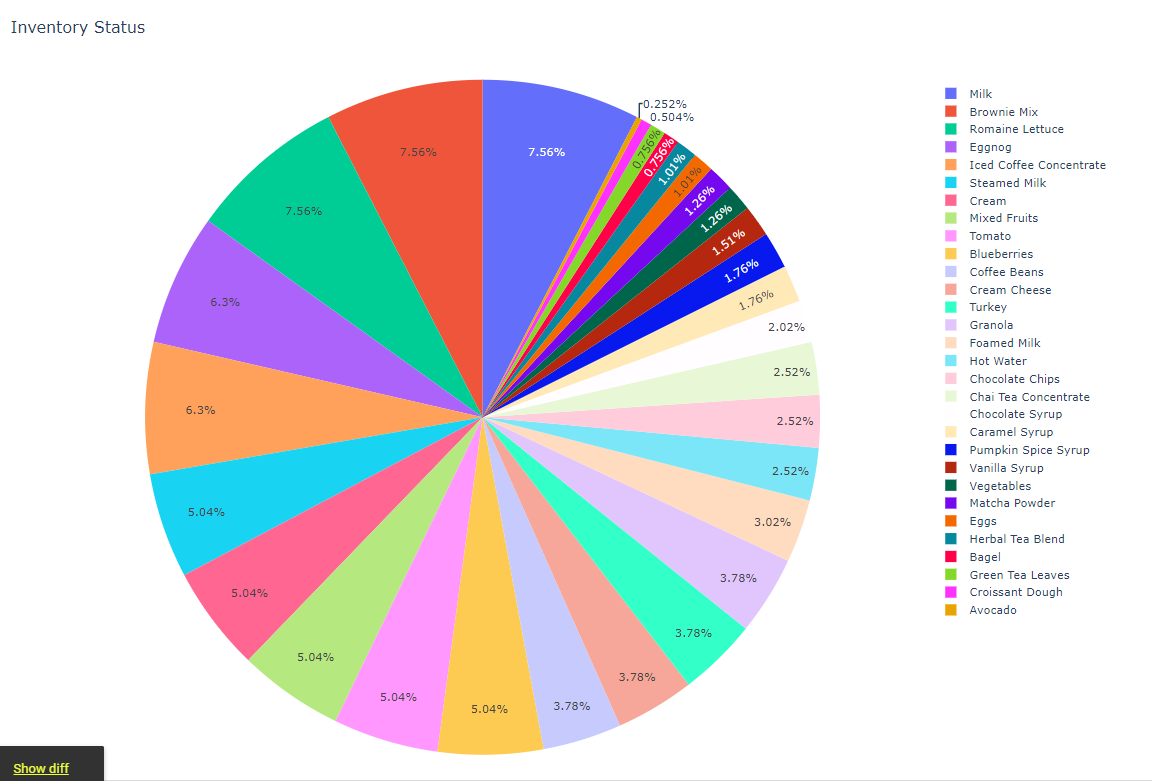 Inventory Status
0.252%
0.504%
7.56%
7.56%
7.56%
6.3%
6.3%
5.04%
5.04%
5.04%
5.04%
5.04%
3.78%
3.78%
3.78%
3.78%
3.02%
2.52%
2.52%
2.52%
2.02%
1.76%
1.76%
1.51%
1.26%
1.26%
1.01%
1.01%
0.756%
0.756%
Milk
Brownie Mix
Romaine Lettuce
Eggnog
Iced Coffee Concentrate
Steamed Milk
Cream
Mixed Fruits
Tomato
Blueberries
Coffee Beans
Cream Cheese
Turkey
Granola
Foamed Milk
Hot Water
Chocolate Chips
Chai Tea Concentrate
Chocolate Syrup
Caramel Syrup
Pumpkin Spice Syrup
Vanilla Syrup
Vegetables
Matcha Powder
Eggs
Herbal Tea Blend
Bagel
Green Tea Leaves
Croissant Dough
Avocado
Show diff